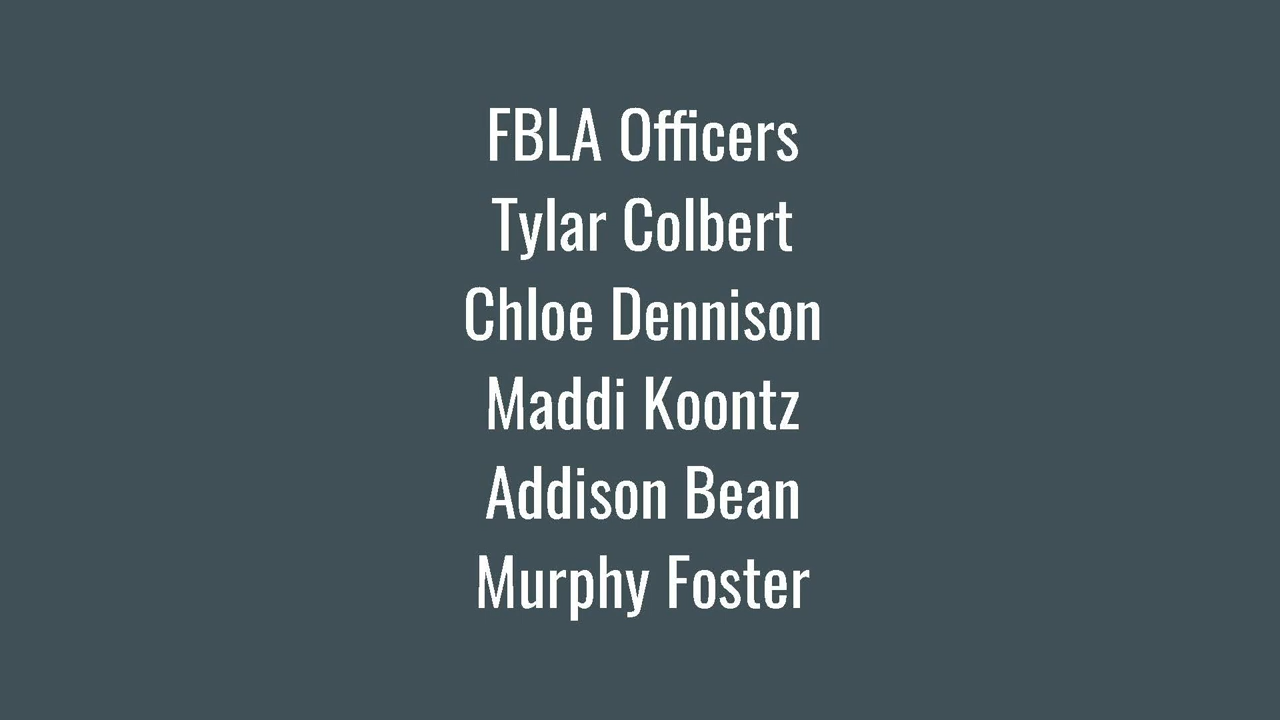 FBLA Officers
Tylar Colbert
Chloe Dennison
Maddi Koontz
Addison Bean
Murphy Foster